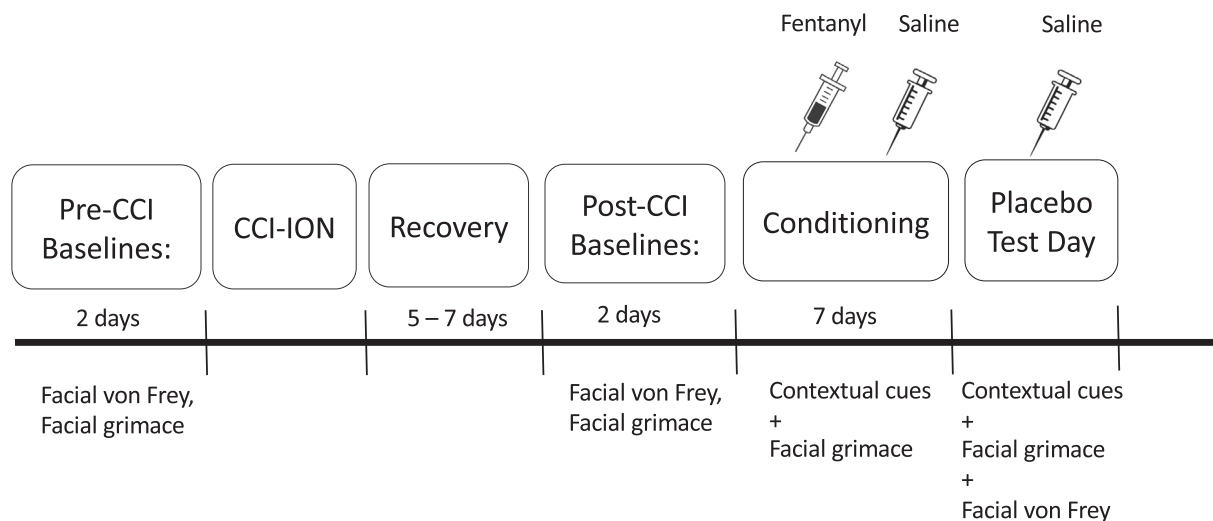 Fentanyl
Saline
Saline
Pre-CCI
Baselines:
CCI-ION
Recovery
Post-CCI
Baselines:
Conditioning
Placebo
Test Day
2 days
5 – 7 days
2 days
7 days
Facial von Frey,
Facial grimace
Facial von Frey,
Facial grimace
Contextual cues
+
Facial grimace
Contextual cues
+
Facial grimace
+
Facial von Frey